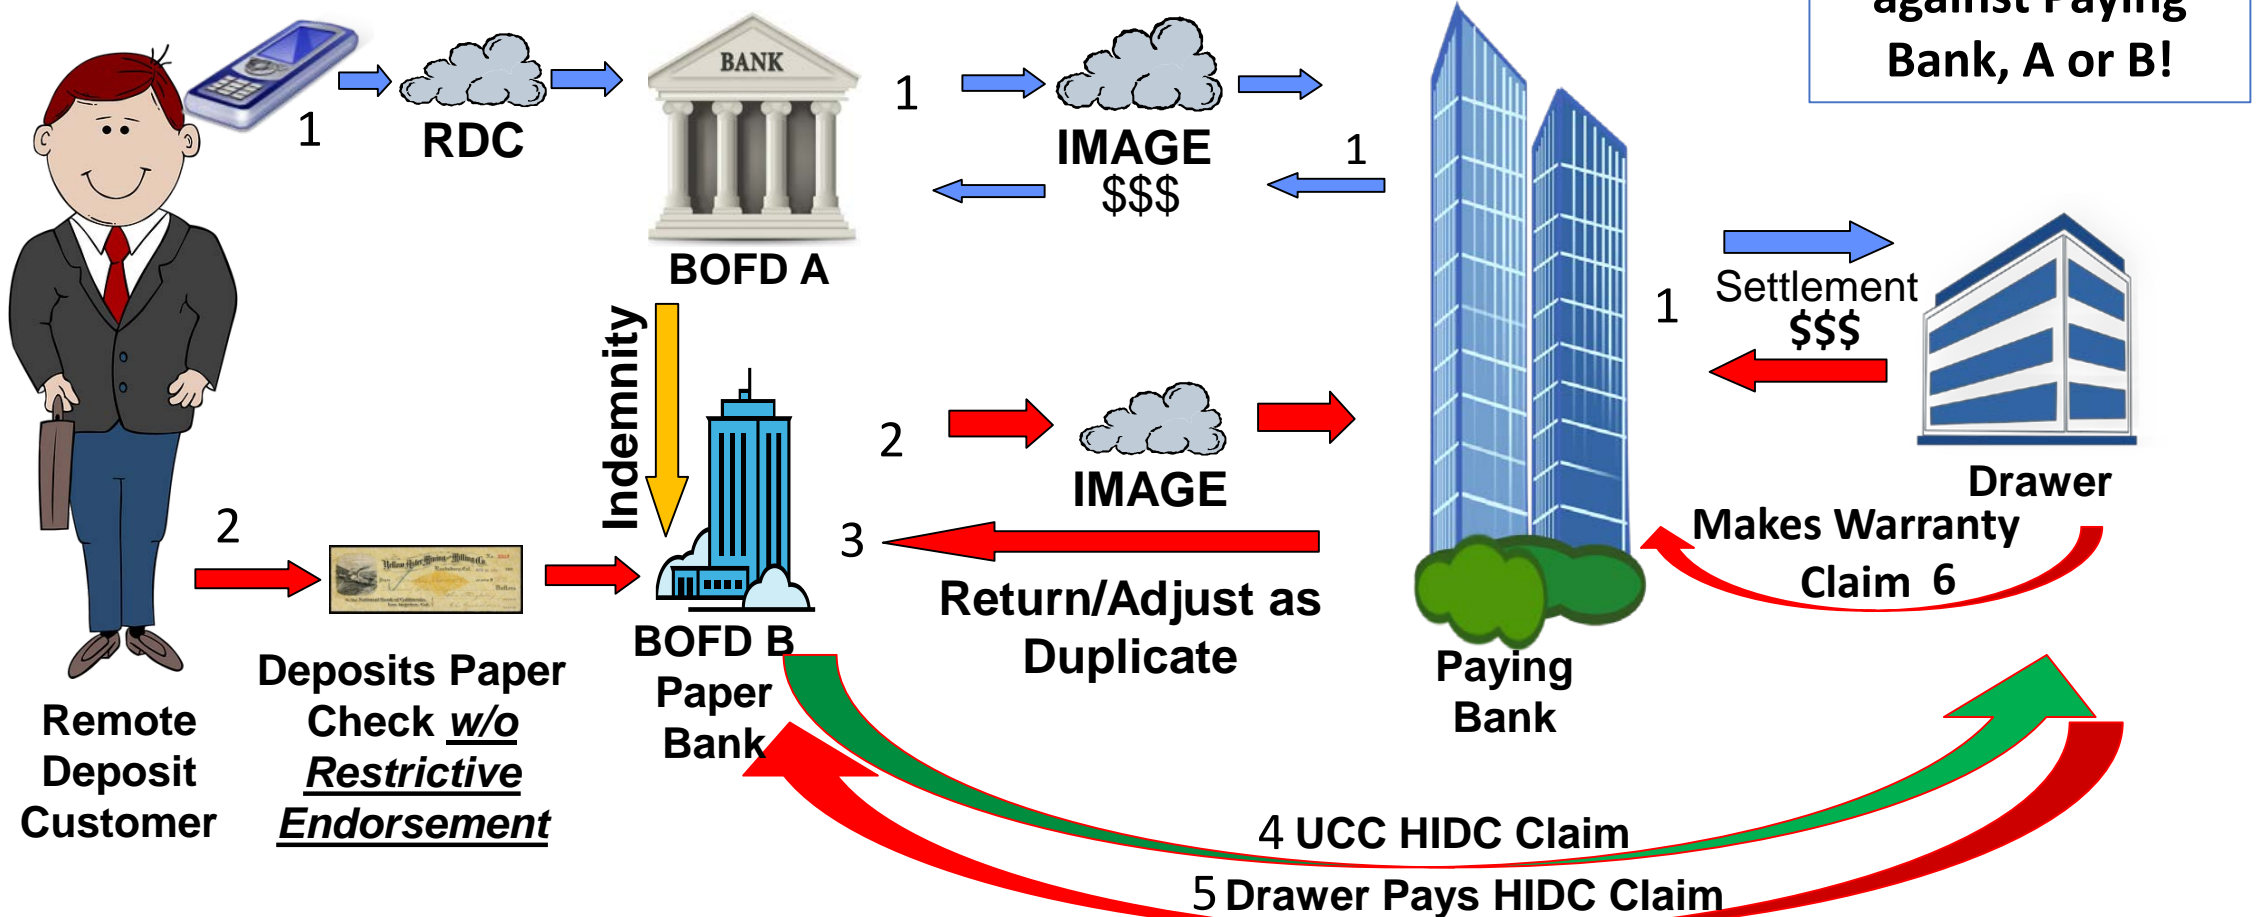 against Paying
Bank, A or B!
BANK
1
RDC
1
IMAGE
$$$
1
BOFD A
1
Settlement
$$$
Indemnity
2
IMAGE
Drawer
2
3
Makes Warranty
Claim 6
Return/Adjust as
Duplicate
BOFD B
Paper
Bank
Deposits Paper
Check w/o
Restrictive
Endorsement
Paying
Bank
Remote
Deposit
Customer
4 UCC HIDC Claim
5 Drawer Pays HIDC Claim